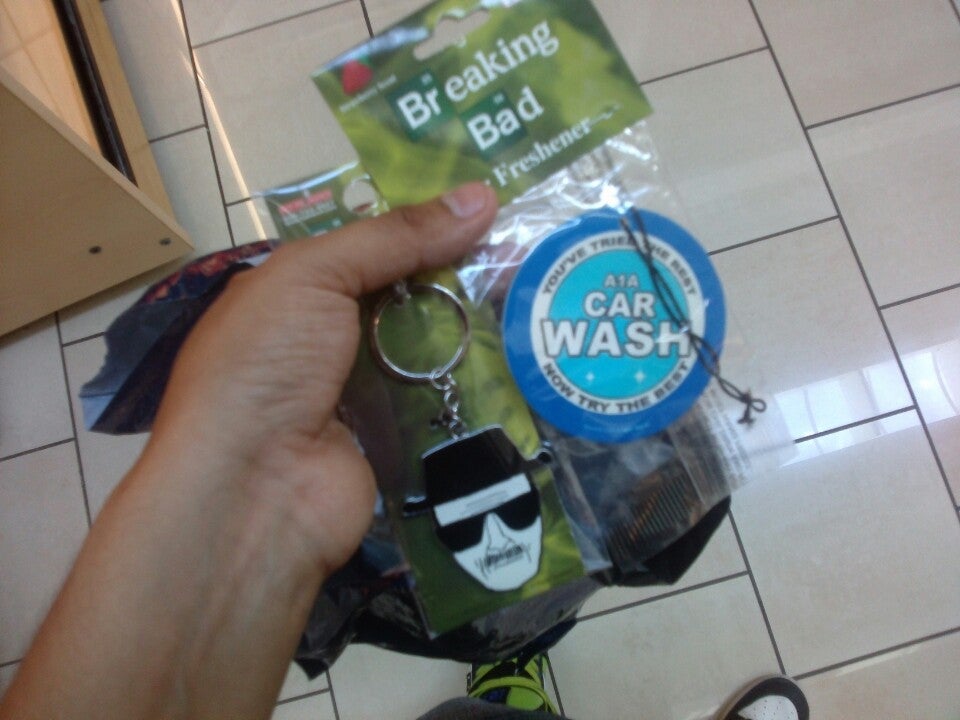 Breaking
Bad
Freshener
YOU'VE TRIED THE BEST
A1A
CAR
WASH
NOW TRY THE BEST